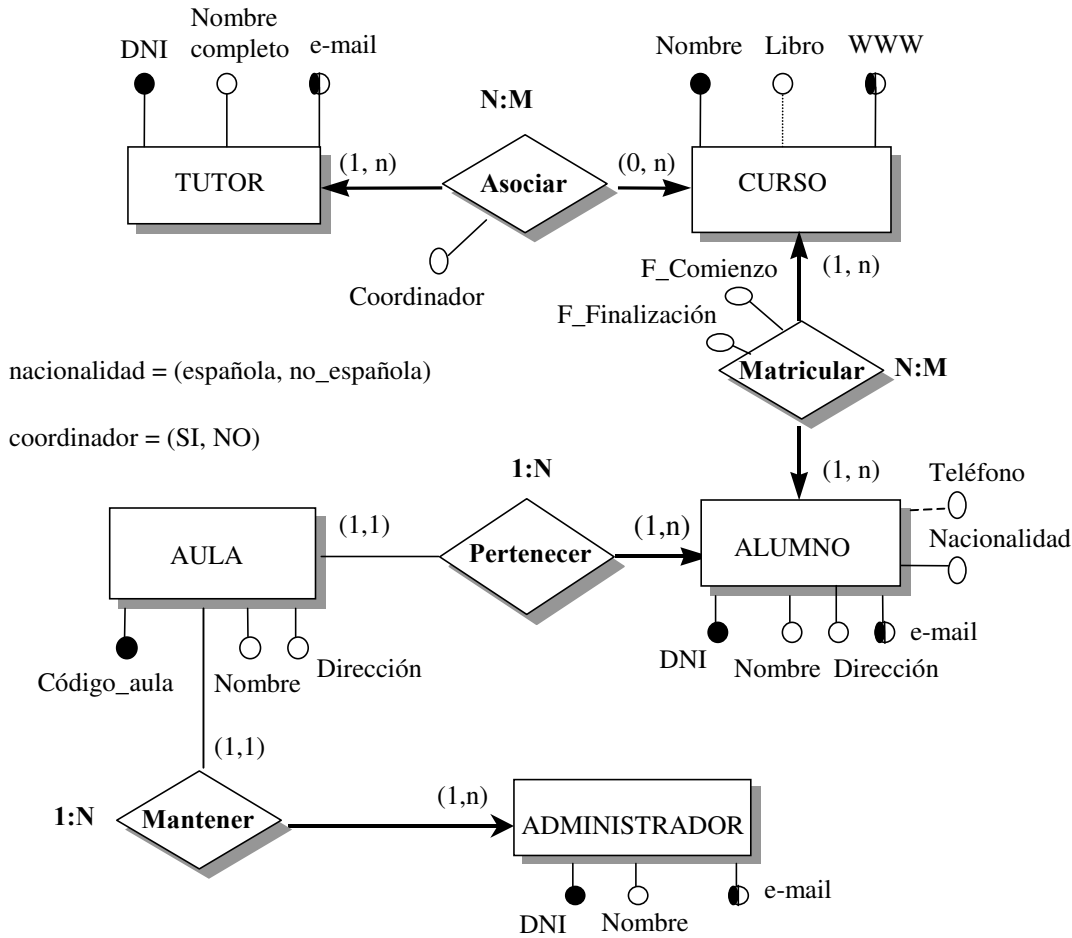 Nombre
completo
DNI
e-mail
Nombre
Libro
WWW
N:M
TUTOR
(1, n)
Asociar
(0, n)
CURSO
Coordinador
F_Comienzo
(1, n)
F_Finalización
Matricular
N:M
nacionalidad = (española, no_española)
coordinador = (SI, NO)
1:N
(1, n)
Teléfono
AULA
(1,1)
Pertenecer
(1,n)
ALUMNO
Nacionalidad
Código_aula
Nombre
Dirección
DNI
Nombre
Dirección
e-mail
(1,1)
1:N
Mantener
(1,n)
ADMINISTRADOR
DNI
Nombre
e-mail